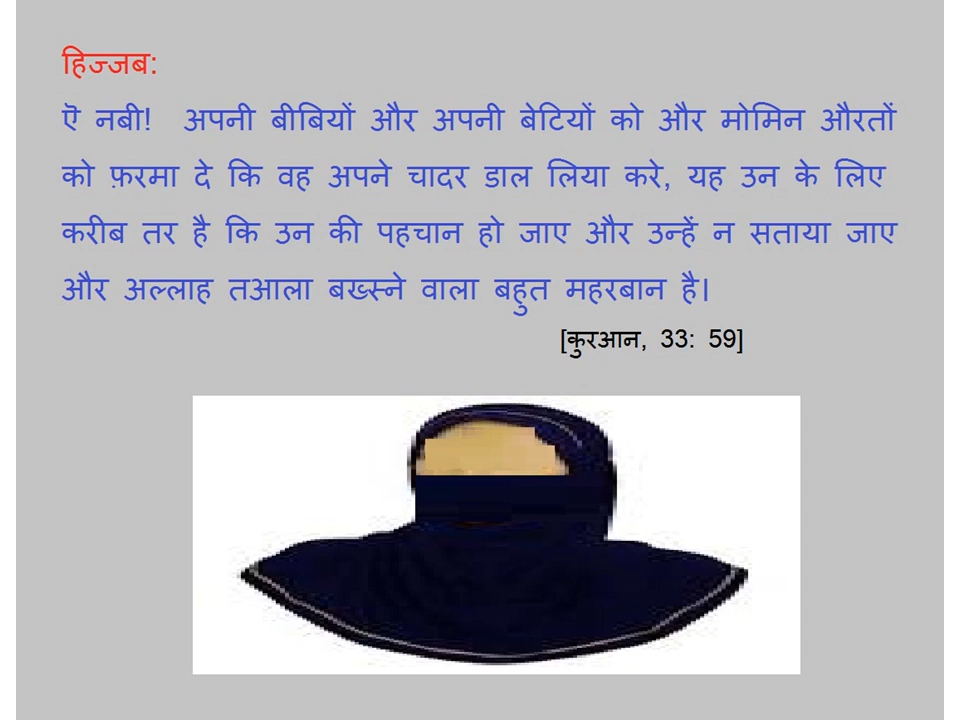 हिज्जब:
ऎ नबी! अपनी बीबियों और अपनी बेटियों को और मोमिन औरतों
को फ़रमा दे कि वह अपने चादर डाल लिया करे, यह उन के लिए
करीब तर है कि उन की पहचान हो जाए और उन्हें न सताया जाए
और अल्लाह तआला बख्स्ने वाला बहुत महरबान है।
[कुरआन, 33: 59]